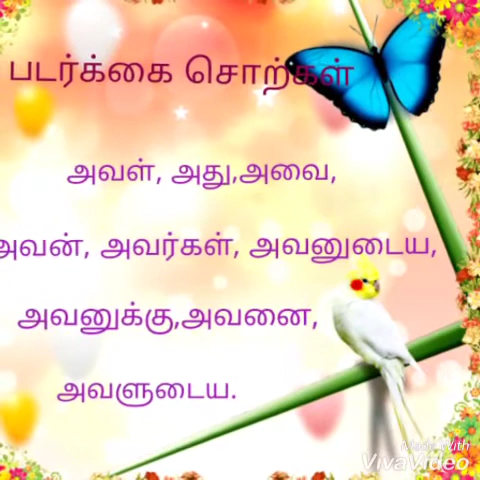 படர்க்கை சொற்கள்
அவள், அது,அவை,
அவன், அவர்கள், அவனுடைய,
அவனுக்கு,அவனை,
அவளுடைய.
Made With
VivaVideo